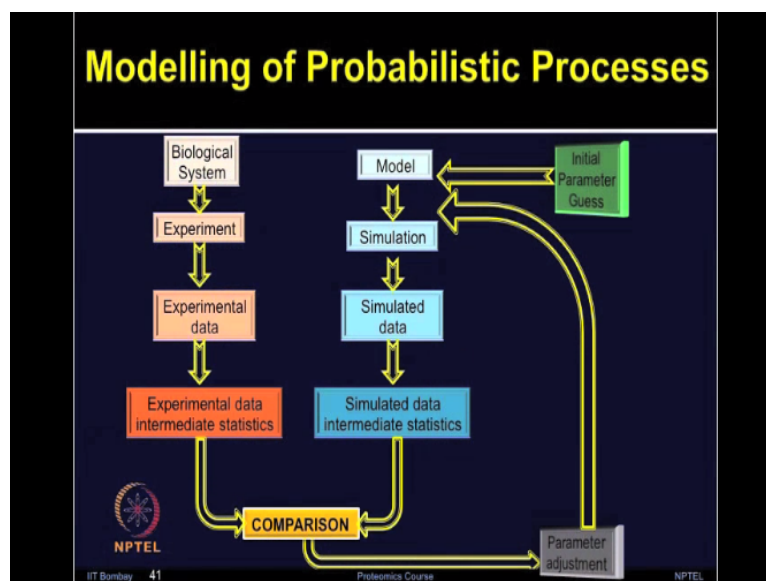 Modelling of Probabilistic Processes
Biological
System
Experiment
Experimental
data
Experimental data
intermediate statistics
Model
Simulation
Simulated
data
Simulated data
intermediate statistics
Initial
Parameter
Guess
COMPARISON
Parameter
adjustment
NPTEL
IIT Bombay 41 Proteomics Course NPTEL